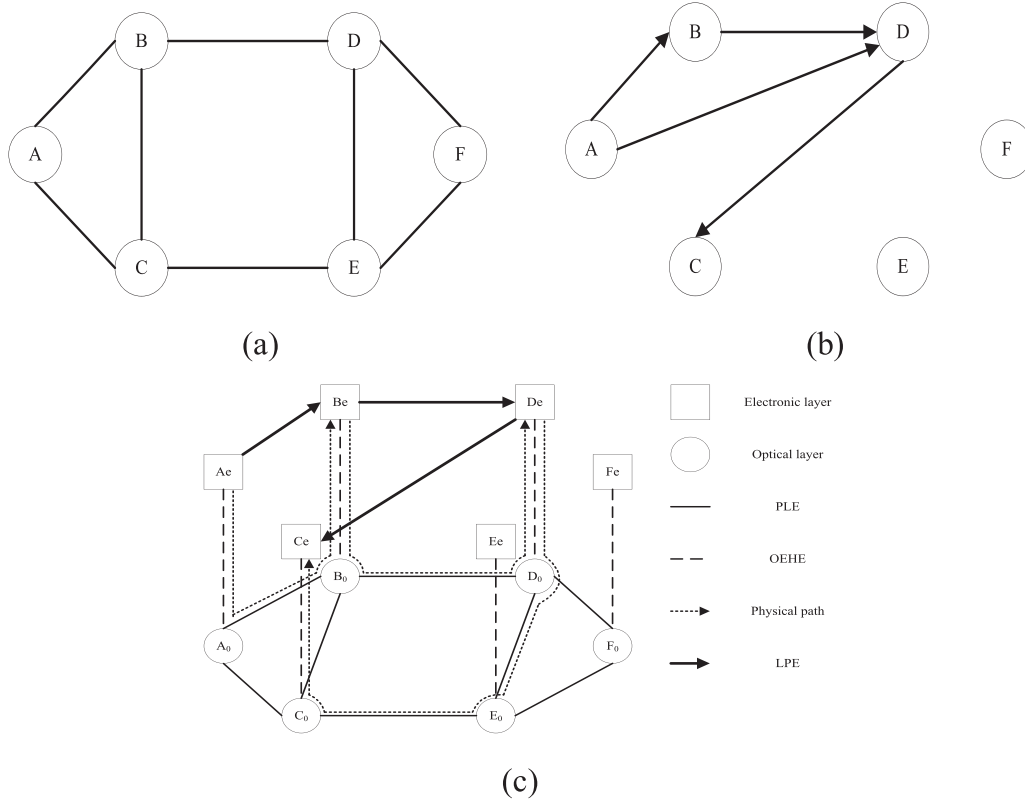 B
D
A
F
C
E
(a)
B
D
A
F
C
E
(b)
Be
De
Ae
Fe
Ce
Ee
B0
D0
A0
F0
C0
E0
Electronic layer
Optical layer
PLE
OEHE
Physical path
LPE
(c)